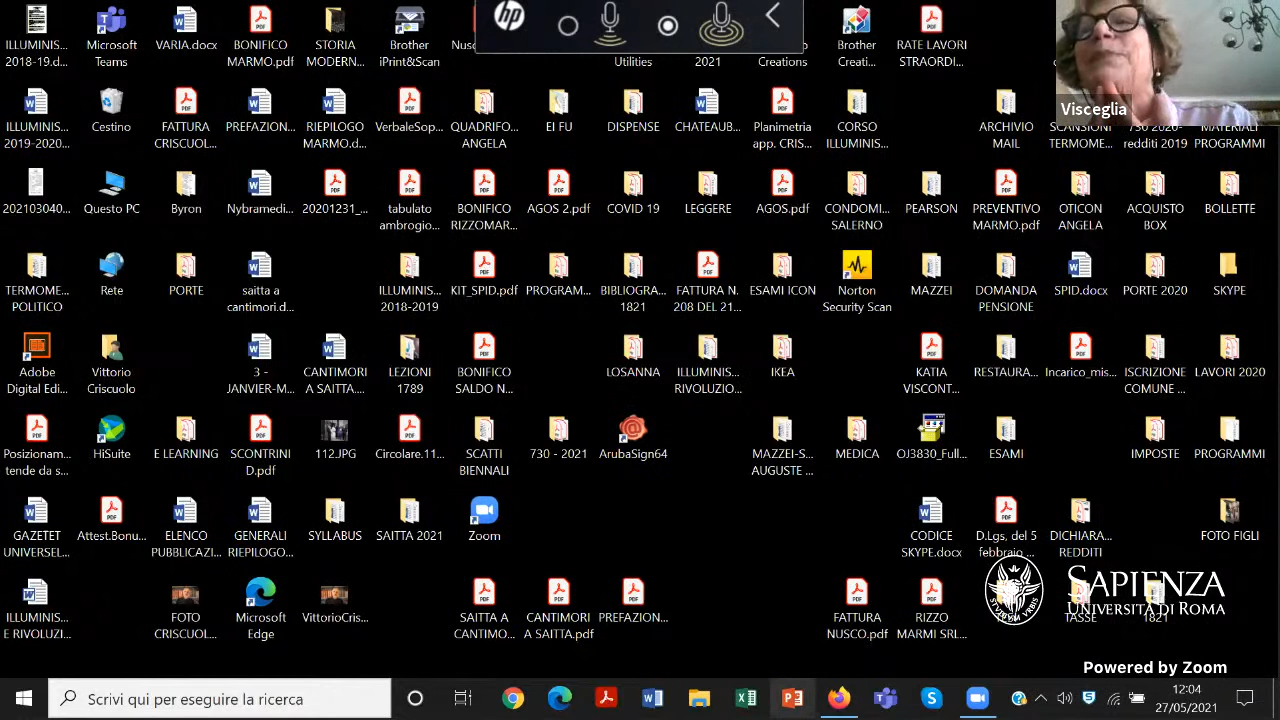 ILLUMINIS...
2018-19.d...
Microsoft
Teams
VARIA.docx
BONIFICO
MARMO.pdf
STORIA
MODERN...
Brother
iPrint&Scan
Utilities
2021
Creations
Brother
Creati...
RATE LAVORI
STRAORDI...
Visceglia
ILLUMINIS...
2019-2020...
Cestino
FATTURA
CRISCUOL...
PREFAZION...
RIEPILOGO
MARMO.d...
VerbaleSop...
QUADRIFO...
ANGELA
EI FU
DISPENSE
CHATEAUB...
Planimetria
app. CRIS...
CORSO
ILLUMINIS...
ARCHIVIO
MAIL
SCANSIONI
TERMOME...
730 2020-
redditi 2019
MATERIALI
PROGRAMMI
202103040...
Questo PC
Byron
Nybramedi...
20201231_...
tabulato
ambrogio...
BONIFICO
RIZZOMAR...
AGOS 2.pdf
COVID 19
LEGGERE
AGOS.pdf
CONDOMI...
SALERNO
PEARSON
PREVENTIVO
MARMO.pdf
OTICON
ANGELA
ACQUISTO
BOX
BOLLETTE
TERMOME...
POLITICO
Rete
PORTE
saitta a
cantimori.d...
ILLUMINIS...
2018-2019
KIT_SPID.pdf
PROGRAM...
BIBLIOGRA...
1821
FATTURA N.
208 DEL 21...
ESAMI ICON
Norton
Security Scan
MAZZEI
DOMANDA
PENSIONE
SPID.docx
PORTE 2020
SKYPE
Adobe
Digital Edi...
Vittorio
Criscuolo
3 -
JANVIER-M...
CANTIMORI
A SAITTA....
LEZIONI
1789
BONIFICO
SALDO N...
LOSANNA
ILLUMINIS...
RIVOLUZIO...
IKEA
KATIA
VISCONT...
RESTAURA...
Incarico_mis...
ISCRIZIONE
COMUNE ...
LAVORI 2020
Posizionam...
tende da s...
HiSuite
E LEARNING
SCONTRINI
D.pdf
112.JPG
Circolare.11...
SCATTI
BIENNALI
730 - 2021
ArubaSign64
MAZZEI-S...
AUGUSTE ...
MEDICA
OJ3830_Full...
ESAMI
IMPOSTE
PROGRAMMI
GAZETET
UNIVERSEL...
Attest.Bonu...
ELENCO
PUBBLICAZI...
GENERALI
RIEPILOGO...
SYLLABUS
SAITTA 2021
Zoom
CODICE
SKYPE.docx
D.Lgs, del 5
febbraio ...
DICHIARA...
REDDITI
FOTO FIGLI
ILLUMINIS...
E RIVOLUZI...
FOTO
CRISCUOL...
Microsoft
Edge
VittorioCris...
SAITTA A
CANTIMO...
CANTIMORI
A SAITTA.pdf
PREFAZION...
FATTURA
NUSCO.pdf
RIZZO
MARMI SRL...
TASSE
1821
SAPIENZA
UNIVERSITÀ DI ROMA
Powered by Zoom
Scrivi qui per eseguire la ricerca
12:04
27/05/2021